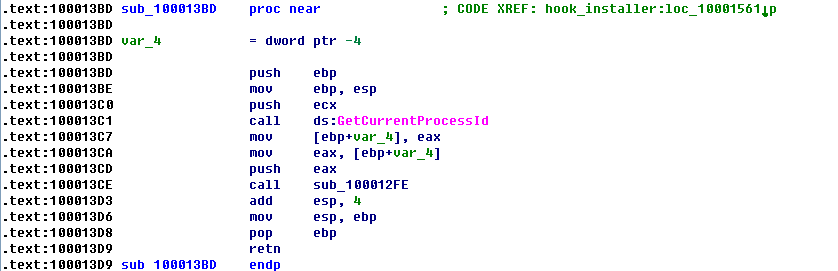 .text:100013BD sub_100013BD    proc near               ; CODE XREF: hook_installer:loc_10001561↓p
.text:100013BD
.text:100013BD var_4           = dword ptr -4
.text:100013BD
.text:100013BD                 push    ebp
.text:100013BE                 mov     ebp, esp
.text:100013C0                 push    ecx
.text:100013C1                 call    ds:GetCurrentProcessId
.text:100013C7                 mov     [ebp+var_4], eax
.text:100013CA                 mov     eax, [ebp+var_4]
.text:100013CD                 push    eax
.text:100013CE                 call    sub_100012FE
.text:100013D3                 add     esp, 4
.text:100013D6                 mov     esp, ebp
.text:100013D8                 pop     ebp
.text:100013D9                 retn
.text:100013D9 sub_100013BD    endp